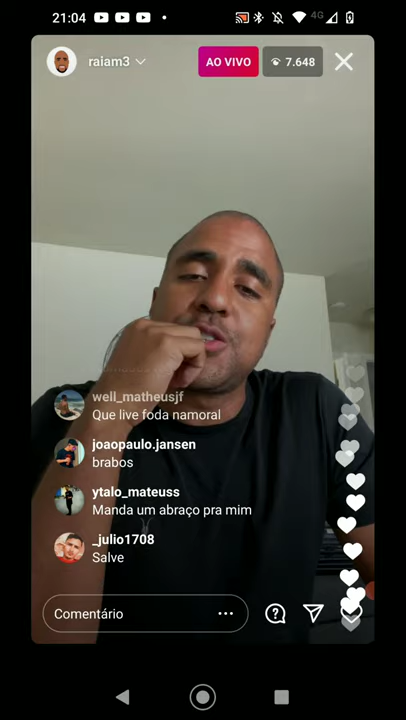 21:04
4G
raiam3
AO VIVO
7.648
well_matheusjf
Que live foda namoral
joaopaulo.jansen
brabos
ytalo_mateuss
Manda um abraço pra mim
_julio1708
Salve
Comentário